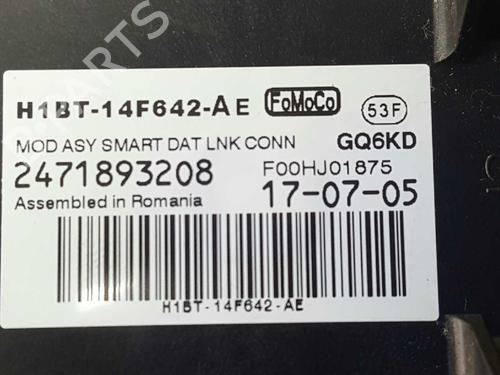 H1BT-14F642-AE FoMoCo 53F
MOD ASY SMART DAT LNK CONN GQ6KD
2471893208 F00HJ01875
Assembled in Romania 17-07-05
H1BT-14F642-AE